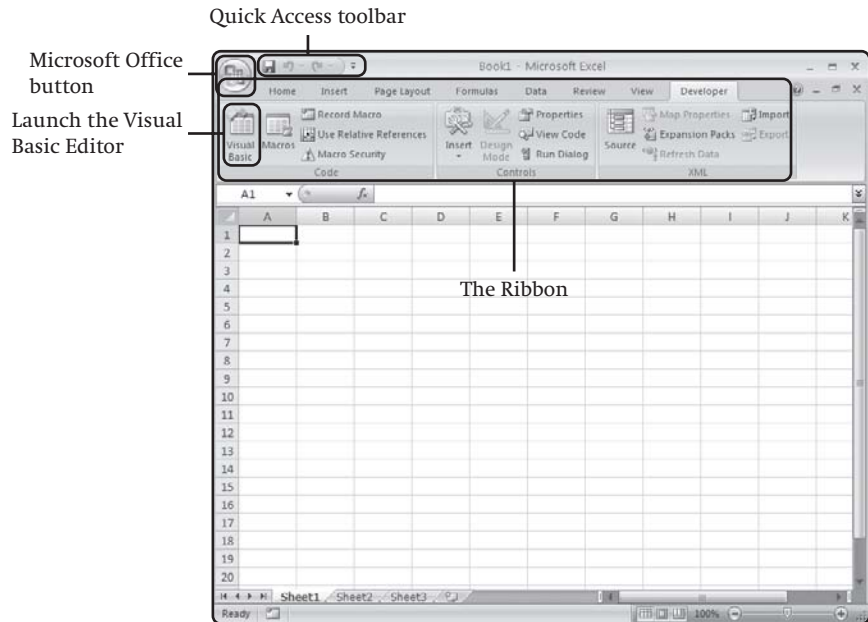 Quick Access toolbar
Microsoft Office
button
Launch the Visual
Basic Editor
Book1 - Microsoft Excel
Home Insert Page Layout Formulas Data Review View Developer
Visual
Basic
Macros
Record Macro
Use Relative References
Macro Security
Code
Insert
Design
Mode
Properties
View Code
Run Dialog
Controls
Source
Map Properties
Expansion Packs
Refresh Data
Import
Export
XML
A1
fx
A B C D E F G H I J K
1
2
3
4
The Ribbon
5
6
7
8
9
10
11
12
13
14
15
16
17
18
19
20
Sheet1 Sheet2 Sheet3
Ready
100%